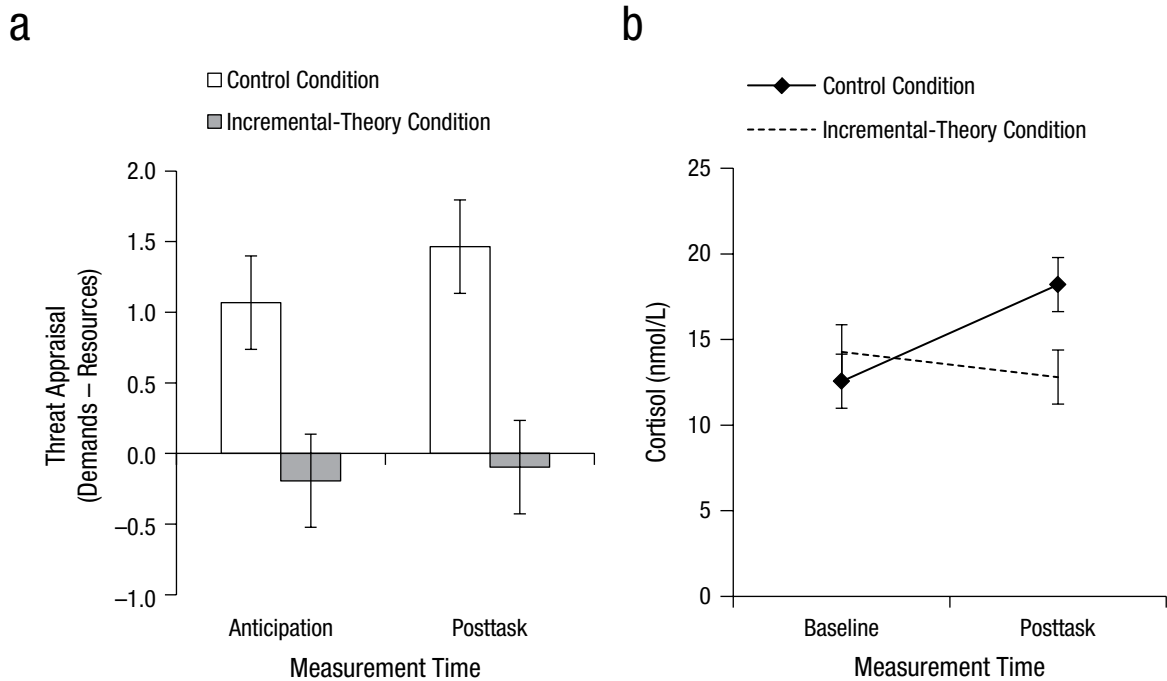 a
Control Condition
Incremental-Theory Condition
2.0
1.5
1.0
0.5
0.0
–0.5
–1.0
Threat Appraisal
(Demands – Resources)
Anticipation
Posttask
Measurement Time
b
Control Condition
Incremental-Theory Condition
25
20
15
10
5
0
Cortisol (nmol/L)
Baseline
Posttask
Measurement Time